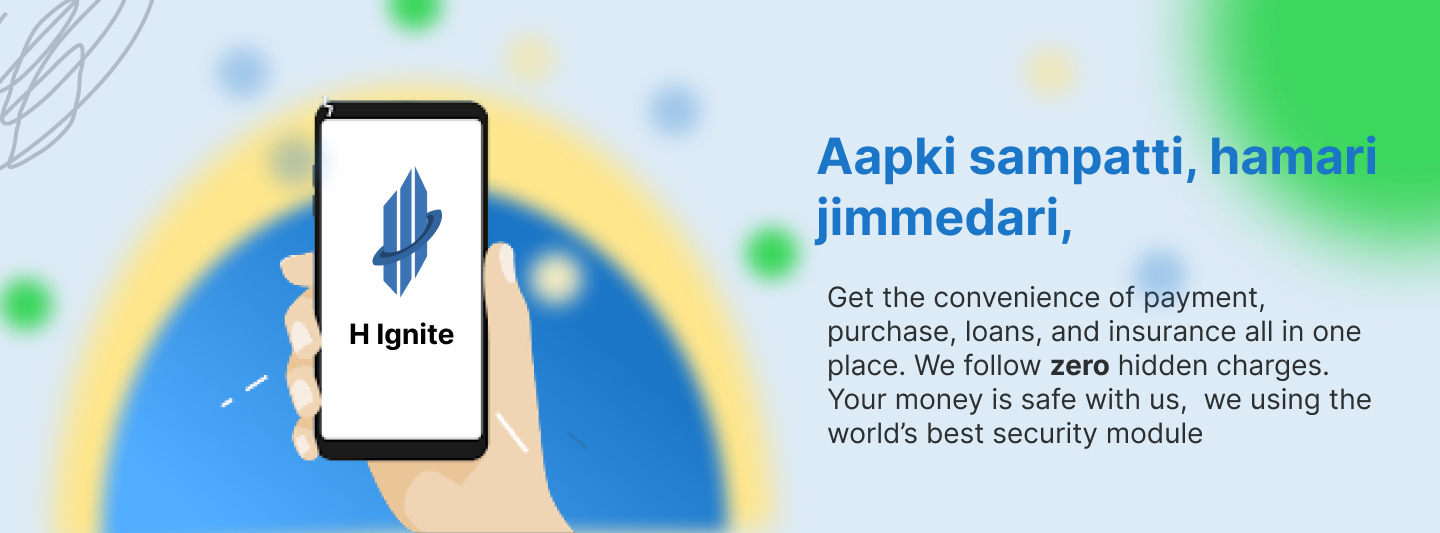 H Ignite
Aapki sampatti, hamari
jimmedari,
Get the convenience of payment,
purchase, loans, and insurance all in one
place. We follow zero hidden charges.
Your money is safe with us,  we using the
world’s best security module